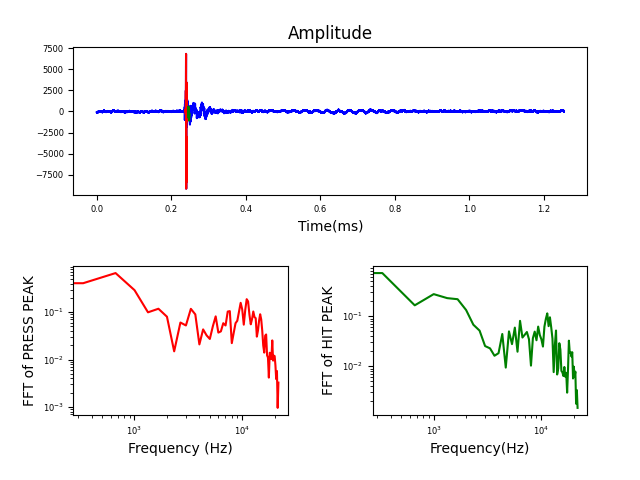 Amplitude
7500
5000
2500
0
−2500
−5000
−7500
0.0 0.2 0.4 0.6 0.8 1.0 1.2
Time(ms)
FFT of PRESS PEAK
10⁻¹
10⁻²
10⁻³
10³ 10⁴
Frequency (Hz)
FFT of HIT PEAK
10⁻¹
10⁻²
10³ 10⁴
Frequency(Hz)